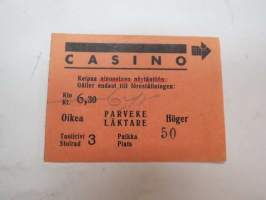 CASINO
Kelpaa ainoastaan näytäntöön:
Gäller endast till föreställningen:
Klo
Kl. 6,30
Oikea PARVEKE Höger
LÄKTARE
Tuolirivi Paikka 50
Stolrad 3 Plats